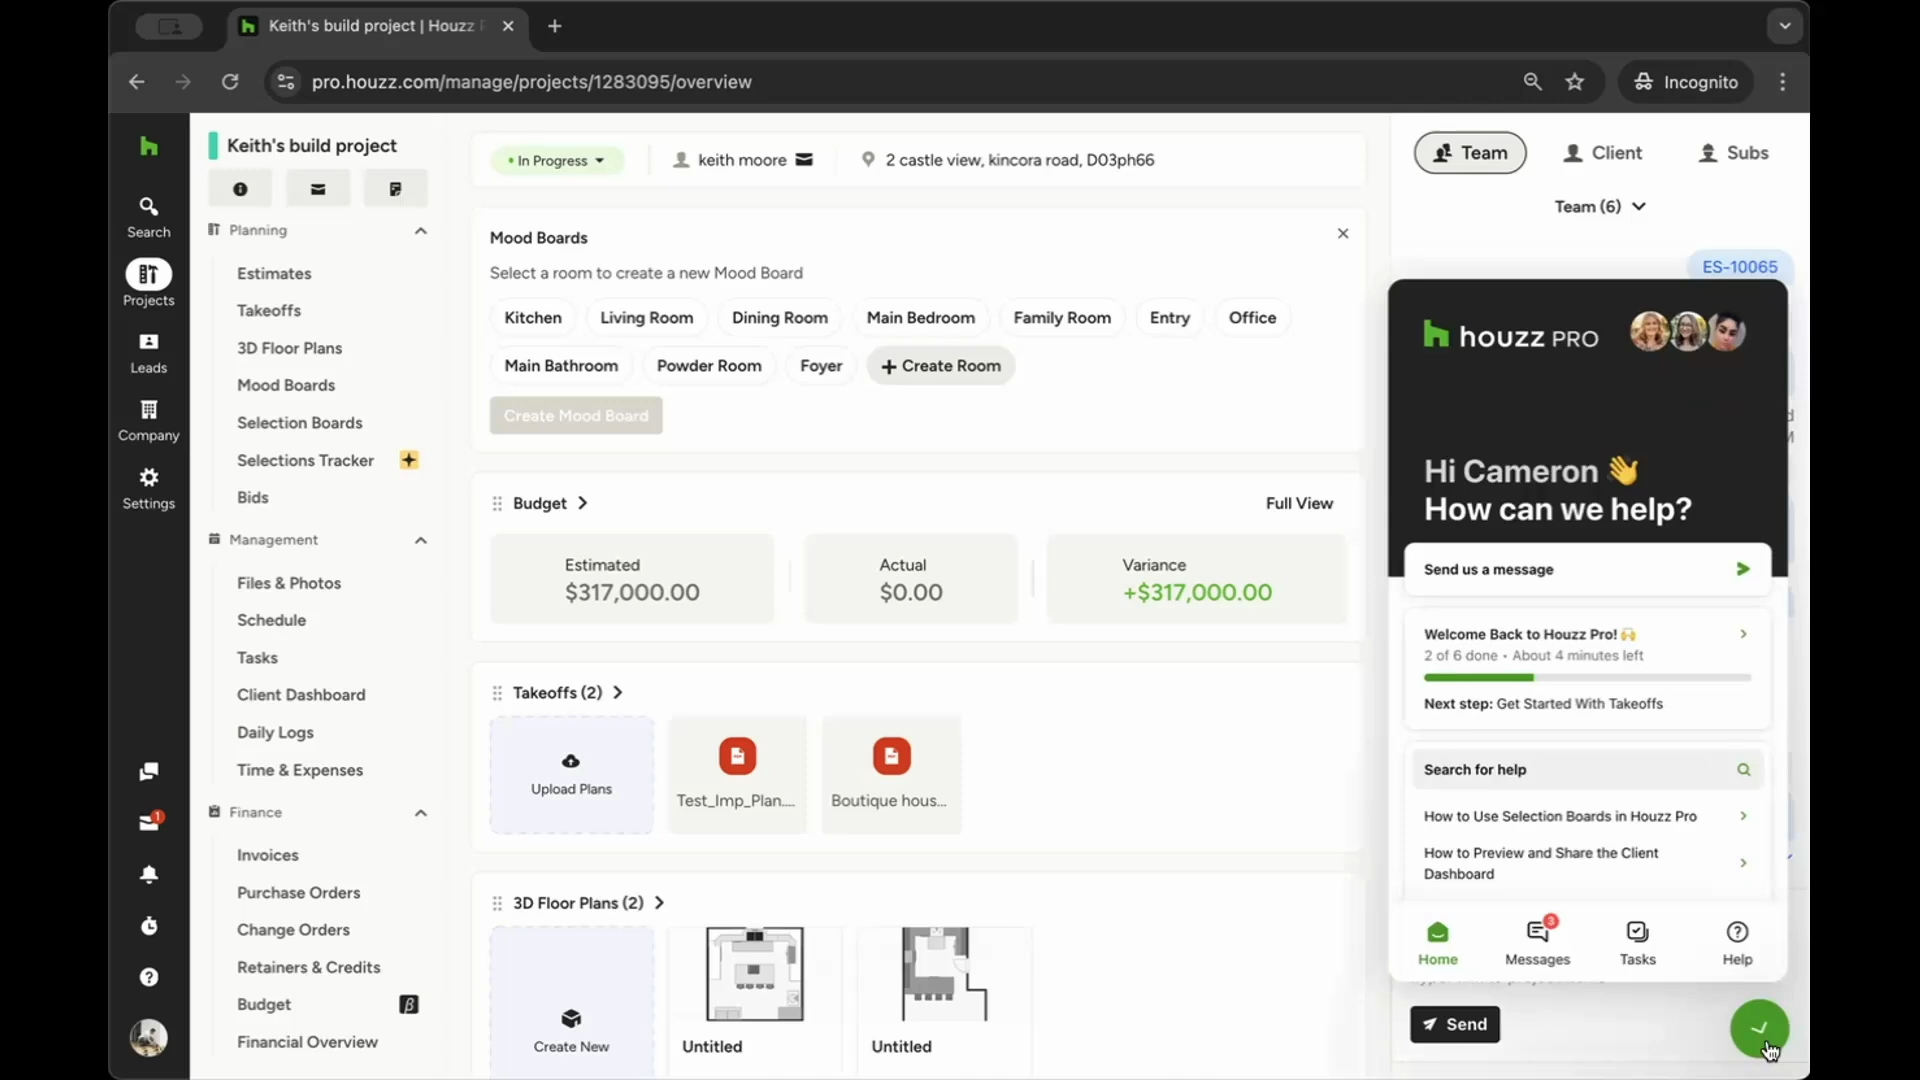 Keith's build project | Houzz
pro.houzz.com/manage/projects/1283095/overview
Incognito
Search
Projects
Leads
Company
Settings
1
Keith's build project
Planning
Estimates
Takeoffs
3D Floor Plans
Mood Boards
Selection Boards
Selections Tracker
Bids
Management
Files & Photos
Schedule
Tasks
Client Dashboard
Daily Logs
Time & Expenses
Finance
Invoices
Purchase Orders
Change Orders
Retainers & Credits
Budget β
Financial Overview
In Progress
keith moore
2 castle view, kincora road, D03ph66
Mood Boards
Select a room to create a new Mood Board
Kitchen Living Room Dining Room Main Bedroom Family Room Entry Office
Main Bathroom Powder Room Foyer + Create Room
Create Mood Board
Budget
Full View
Estimated
$317,000.00
Actual
$0.00
Variance
+$317,000.00
Takeoffs (2)
Upload Plans
Test_Imp_Plan....
Boutique hous...
3D Floor Plans (2)
Create New
Untitled
Untitled
Team Client Subs
Team (6)
ES-10065
houzz PRO
Hi Cameron 👋
How can we help?
Send us a message
Welcome Back to Houzz Pro! 🙌
2 of 6 done • About 4 minutes left
Next step: Get Started With Takeoffs
Search for help
How to Use Selection Boards in Houzz Pro
How to Preview and Share the Client
Dashboard
3
Home Messages Tasks Help
Send